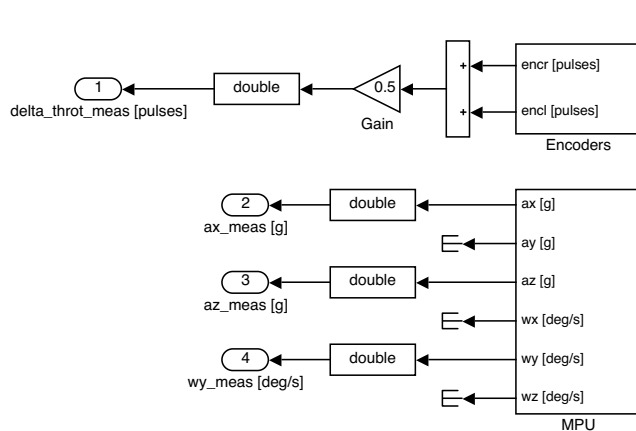 encr [pulses]
+
1
double
0.5
delta_throt_meas [pulses]
Gain
+
encl [pulses]
Encoders
2
double
ax [g]
ax_meas [g]
ay [g]
3
double
az [g]
az_meas [g]
wx [deg/s]
4
double
wy [deg/s]
wy_meas [deg/s]
wz [deg/s]
MPU